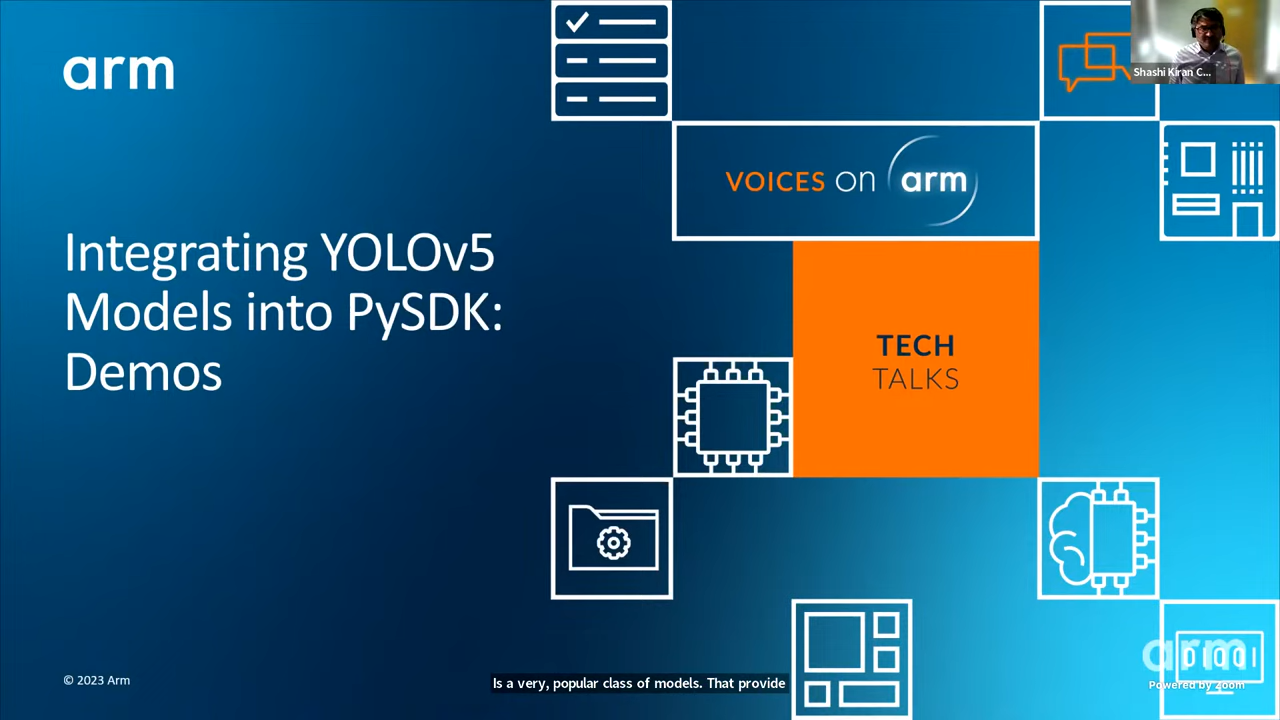 arm
Shashi Kiran C...
VOICES on arm
Integrating YOLOv5
Models into PySDK:
Demos
TECH
TALKS
© 2023 Arm
Is a very, popular class of models. That provide
arm
Powered by zoom